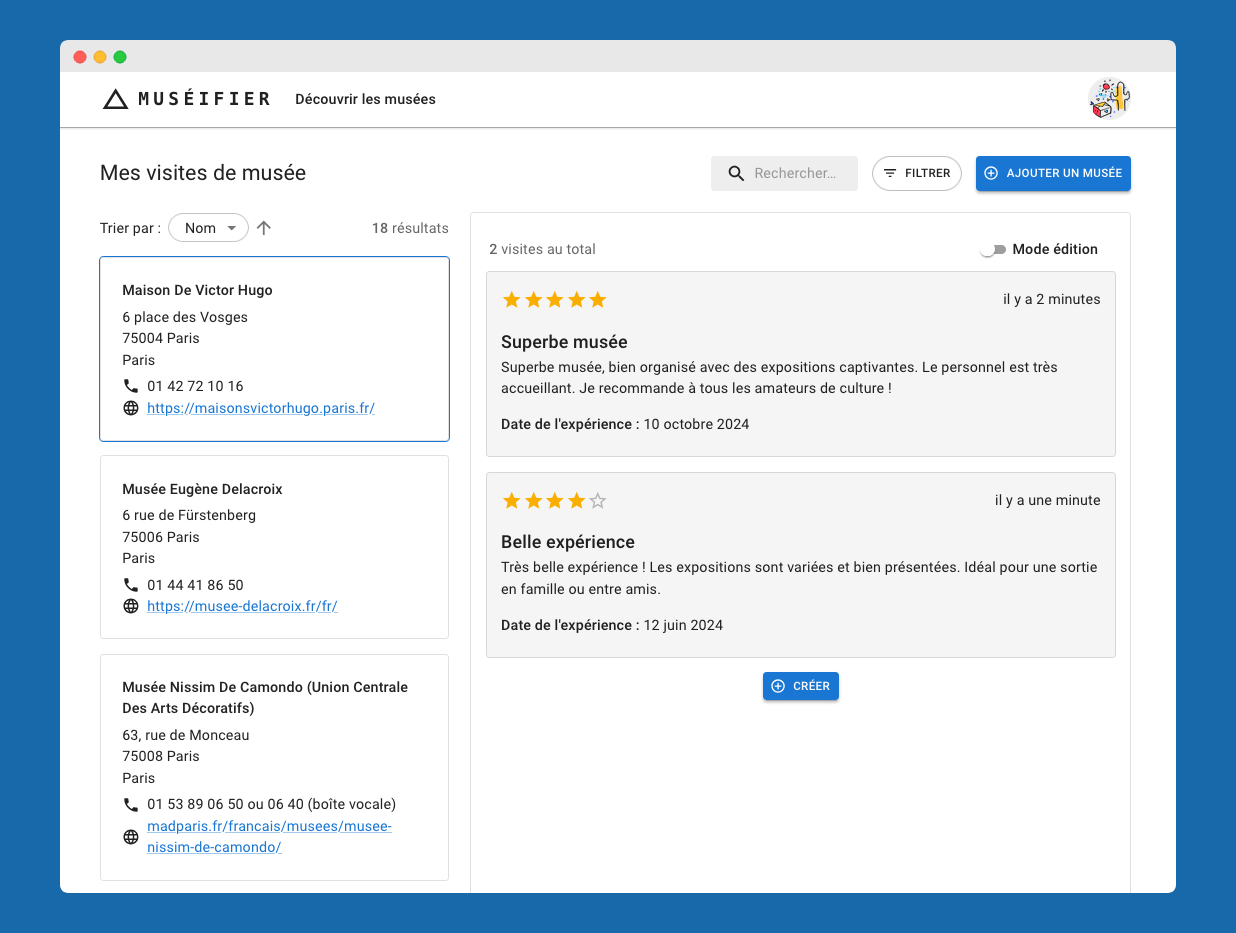 MUSÉIFIER
Découvrir les musées
Mes visites de musée
Rechercher…
FILTRER
AJOUTER UN MUSÉE
Trier par :
Nom
18 résultats
Maison De Victor Hugo
6 place des Vosges
75004 Paris
Paris
01 42 72 10 16
https://maisonsvictorhugo.paris.fr/
Musée Eugène Delacroix
6 rue de Fürstenberg
75006 Paris
Paris
01 44 41 86 50
https://musee-delacroix.fr/fr/
Musée Nissim De Camondo (Union Centrale
Des Arts Décoratifs)
63, rue de Monceau
75008 Paris
Paris
01 53 89 06 50 ou 06 40 (boîte vocale)
madparis.fr/francais/musees/musee-
nissim-de-camondo/
2 visites au total
Mode édition
il y a 2 minutes
Superbe musée
Superbe musée, bien organisé avec des expositions captivantes. Le personnel est très
accueillant. Je recommande à tous les amateurs de culture !
Date de l'expérience : 10 octobre 2024
il y a une minute
Belle expérience
Très belle expérience ! Les expositions sont variées et bien présentées. Idéal pour une sortie
en famille ou entre amis.
Date de l'expérience : 12 juin 2024
CRÉER